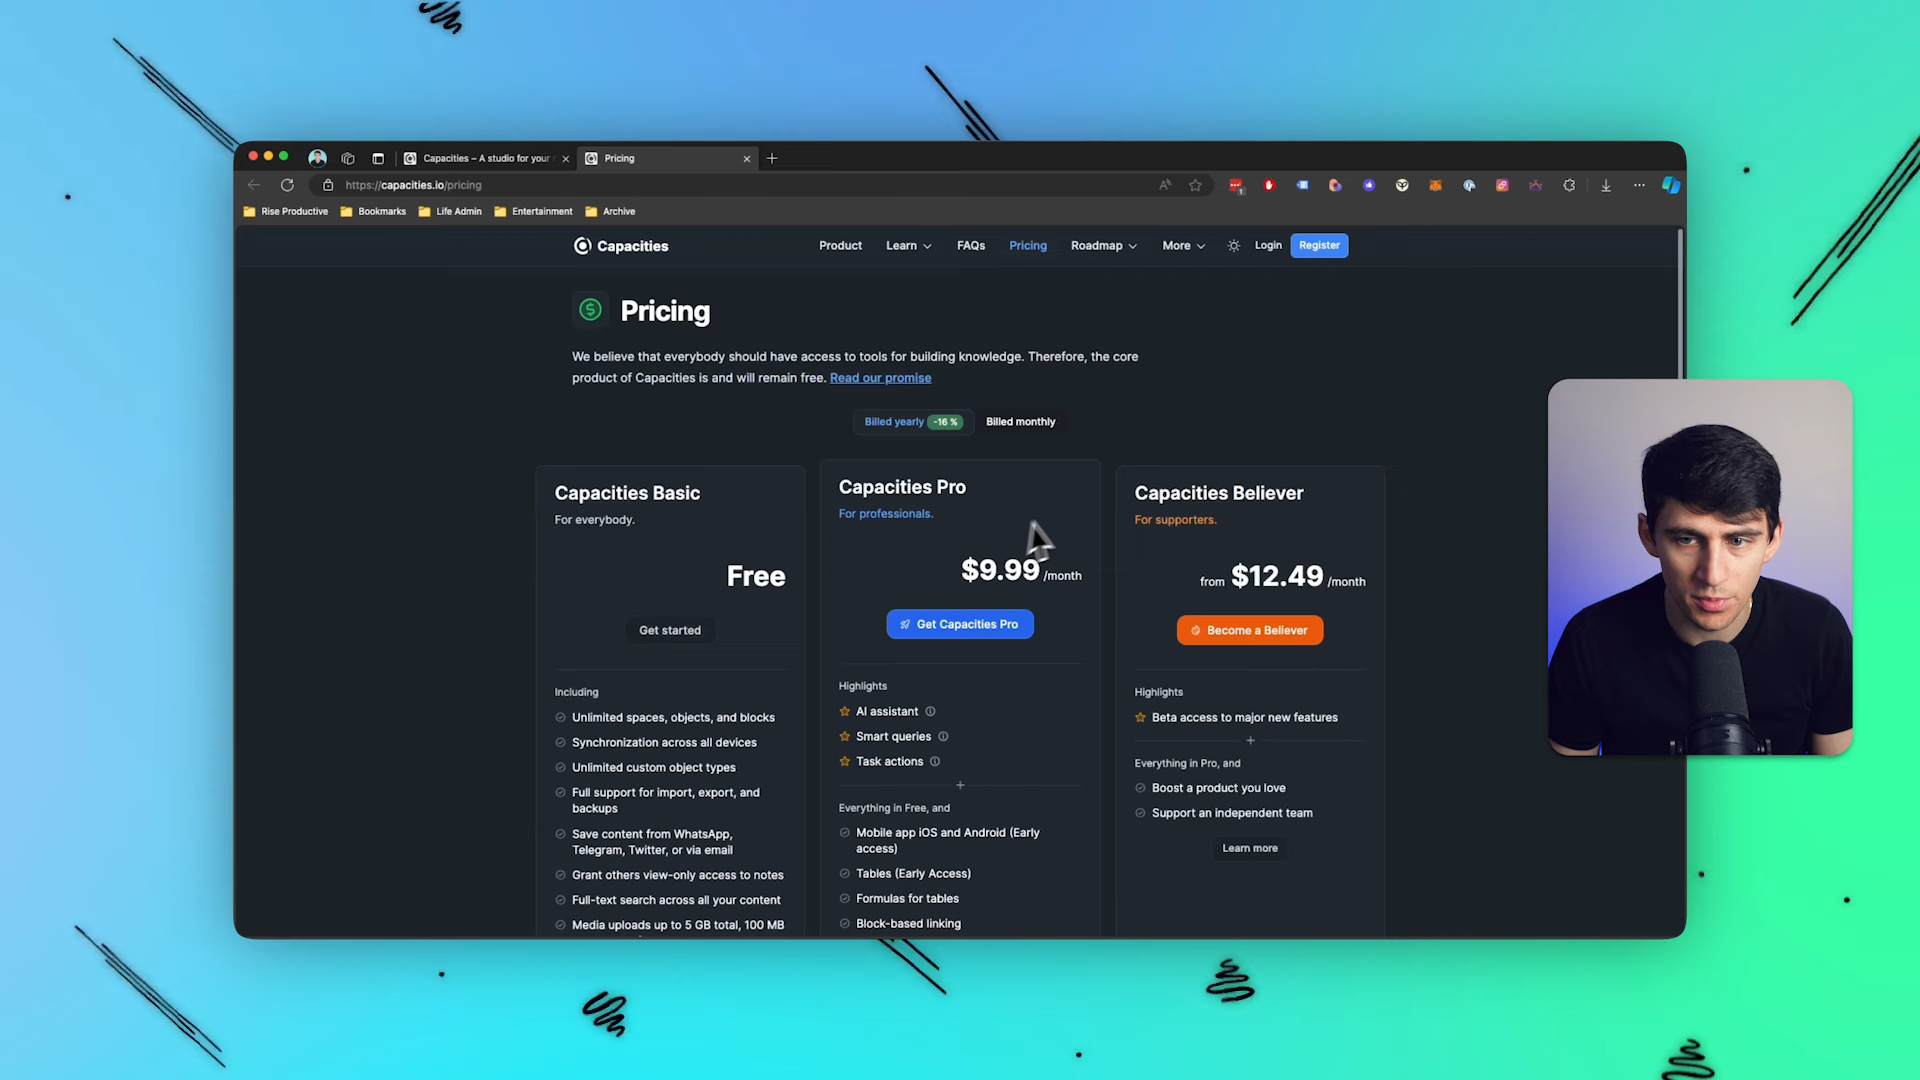 Capacities – A studio for your
Pricing
https://capacities.io/pricing
Rise Productive
Bookmarks
Life Admin
Entertainment
Archive
Capacities
Product
Learn
FAQs
Pricing
Roadmap
More
Login
Register
Pricing
We believe that everybody should have access to tools for building knowledge. Therefore, the core
product of Capacities is and will remain free. Read our promise
Billed yearly -16 %
Billed monthly
Capacities Basic
For everybody.
Free
Get started
Including
Unlimited spaces, objects, and blocks
Synchronization across all devices
Unlimited custom object types
Full support for import, export, and
backups
Save content from WhatsApp,
Telegram, Twitter, or via email
Grant others view-only access to notes
Full-text search across all your content
Media uploads up to 5 GB total, 100 MB
Capacities Pro
For professionals.
$9.99 /month
Get Capacities Pro
Highlights
AI assistant
Smart queries
Task actions
Everything in Free, and
Mobile app iOS and Android (Early
access)
Tables (Early Access)
Formulas for tables
Block-based linking
Capacities Believer
For supporters.
from $12.49 /month
Become a Believer
Highlights
Beta access to major new features
Everything in Pro, and
Boost a product you love
Support an independent team
Learn more